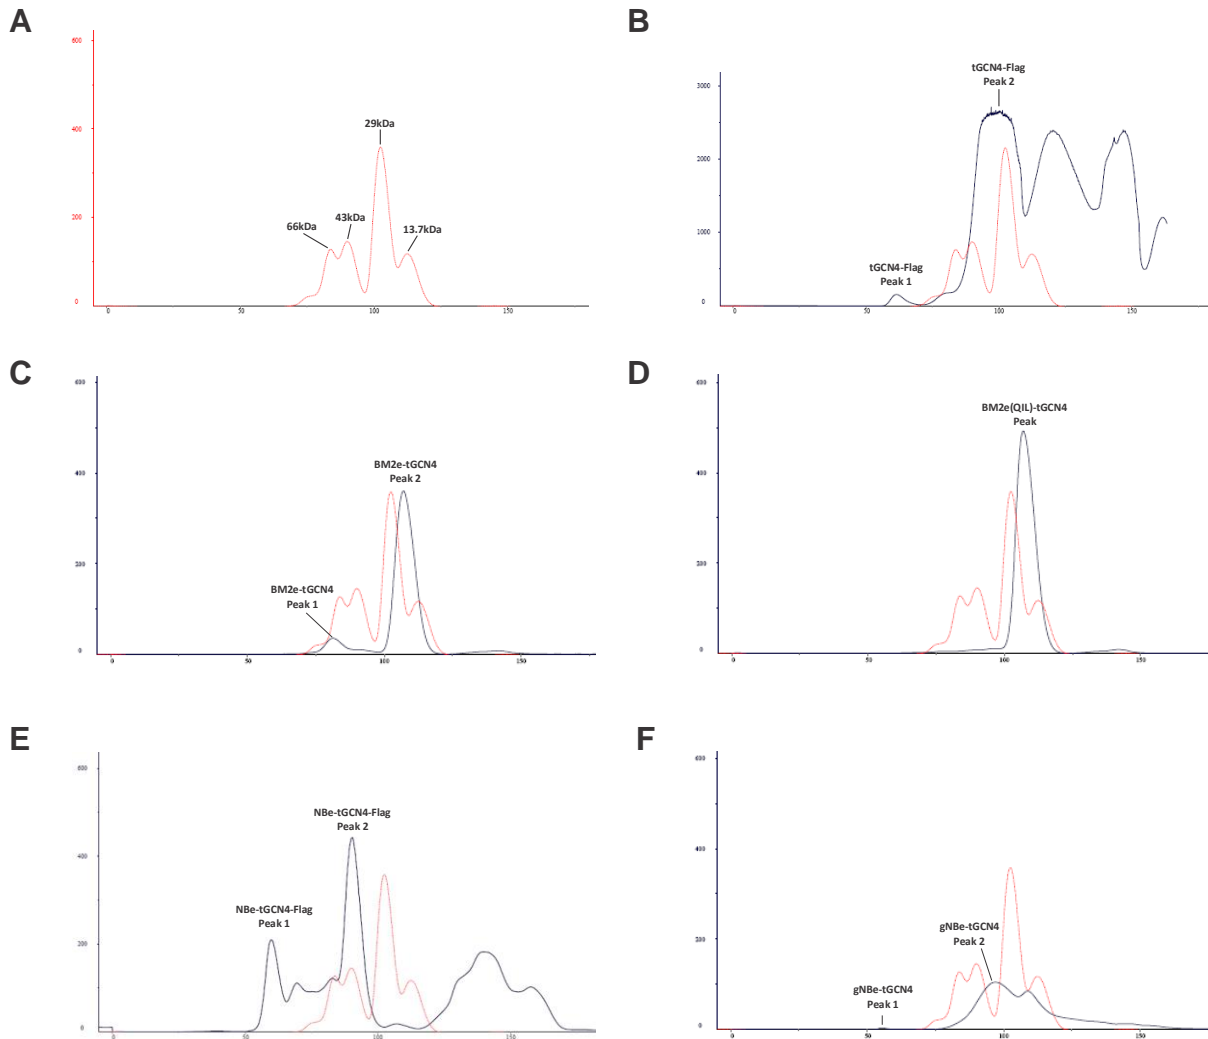 A
600
400
200
0
29kDa
66kDa
43kDa
13.7kDa
0
50
100
150
B
3000
2000
1000
0
tGCN4-Flag
Peak 2
tGCN4-Flag
Peak 1
0
50
100
150
C
600
400
200
0
BM2e-tGCN4
Peak 2
BM2e-tGCN4
Peak 1
0
50
100
150
D
600
400
200
0
BM2e(QIL)-tGCN4
Peak
0
50
100
150
E
600
400
200
0
NBe-tGCN4-Flag
Peak 2
NBe-tGCN4-Flag
Peak 1
0
50
100
150
F
600
400
200
0
gNBe-tGCN4
Peak 2
gNBe-tGCN4
Peak 1
0
50
100
150